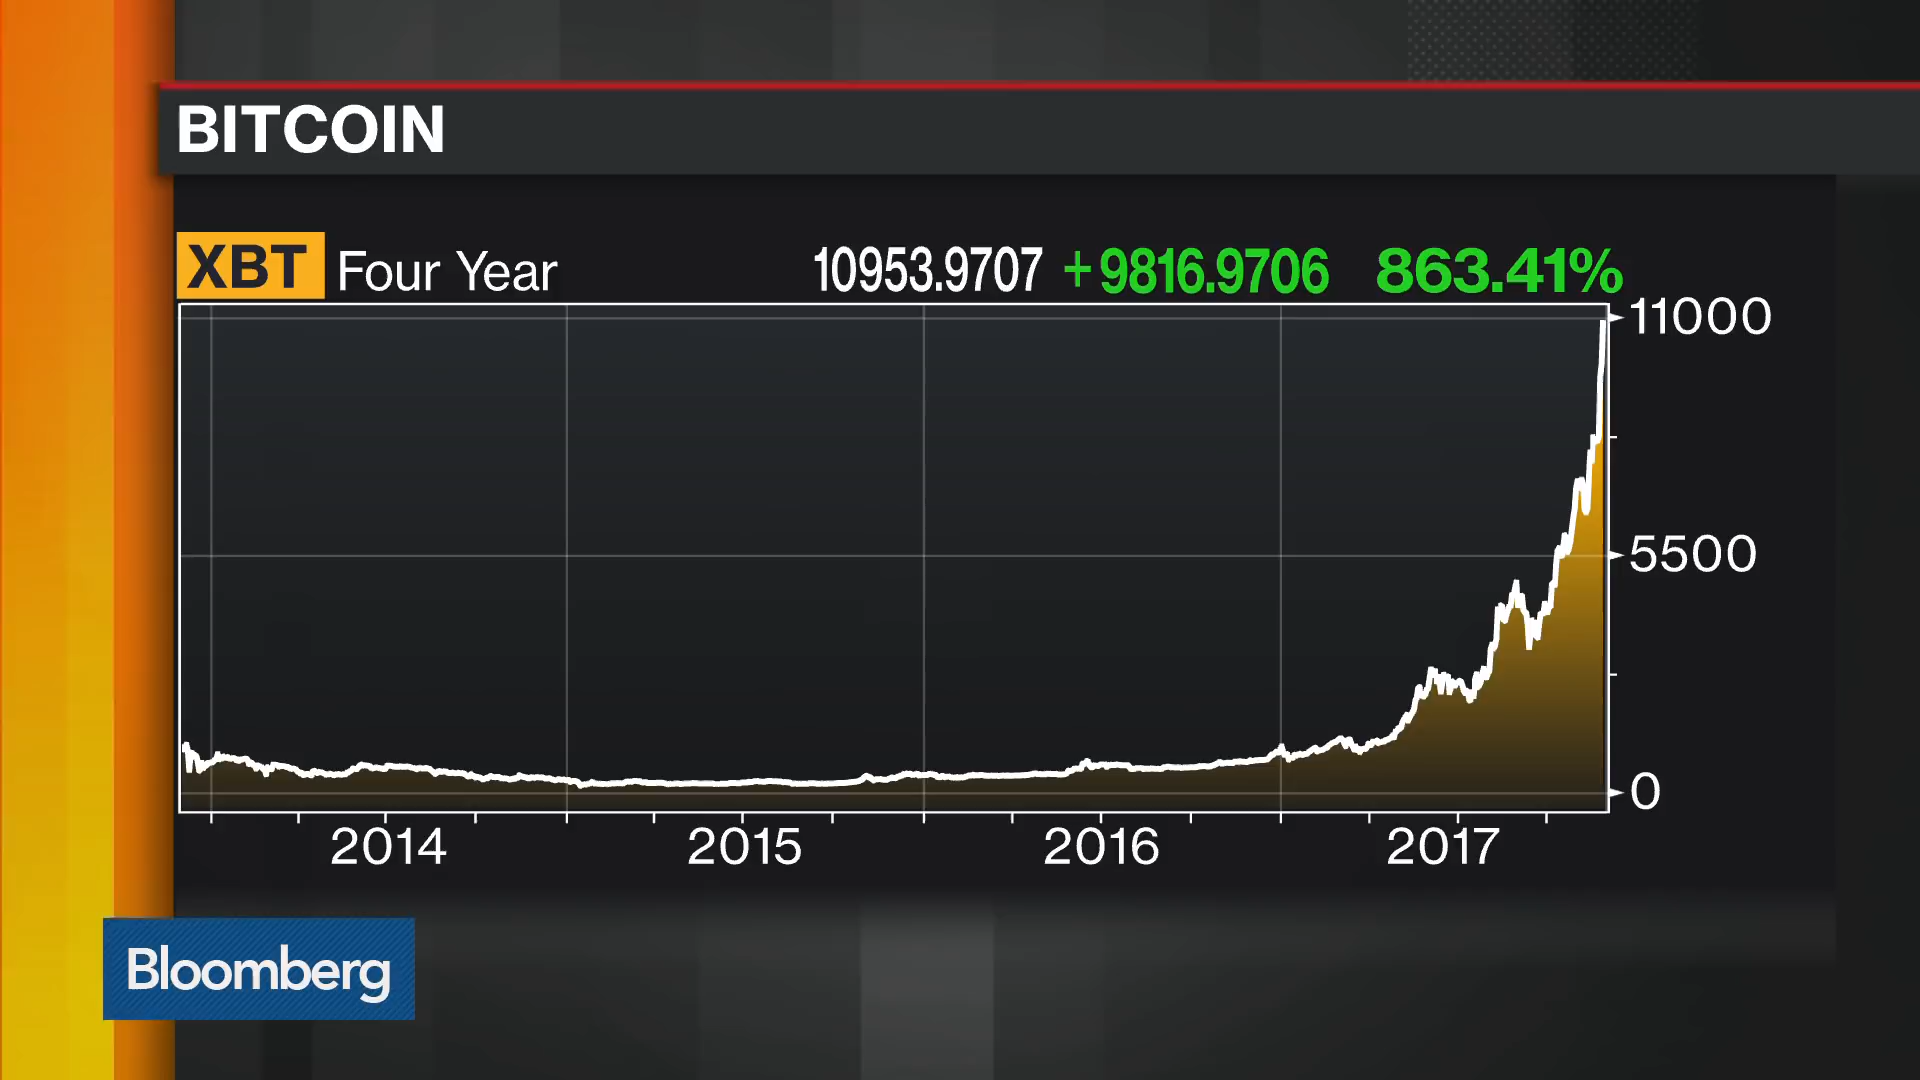 BITCOIN
XBT Four Year 10953.9707 +9816.9706 863.41%
11000
5500
0
2014 2015 2016 2017
Bloomberg